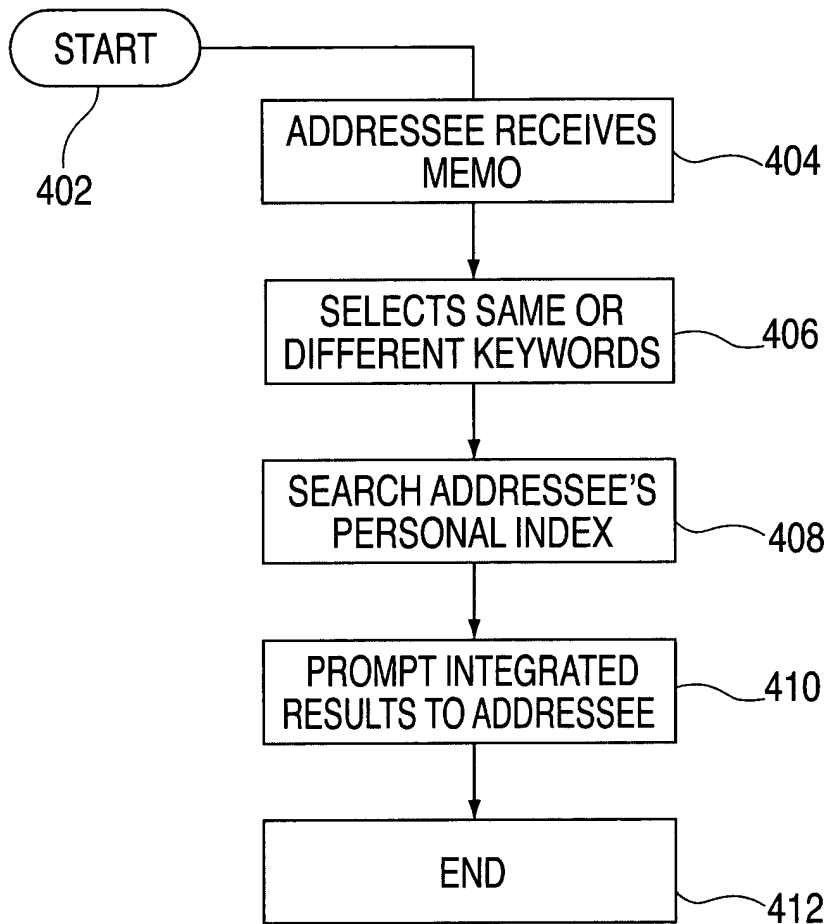 START
402
ADDRESSEE RECEIVES
MEMO
404
SELECTS SAME OR
DIFFERENT KEYWORDS
406
SEARCH ADDRESSEE'S
PERSONAL INDEX
408
PROMPT INTEGRATED
RESULTS TO ADDRESSEE
410
END
412